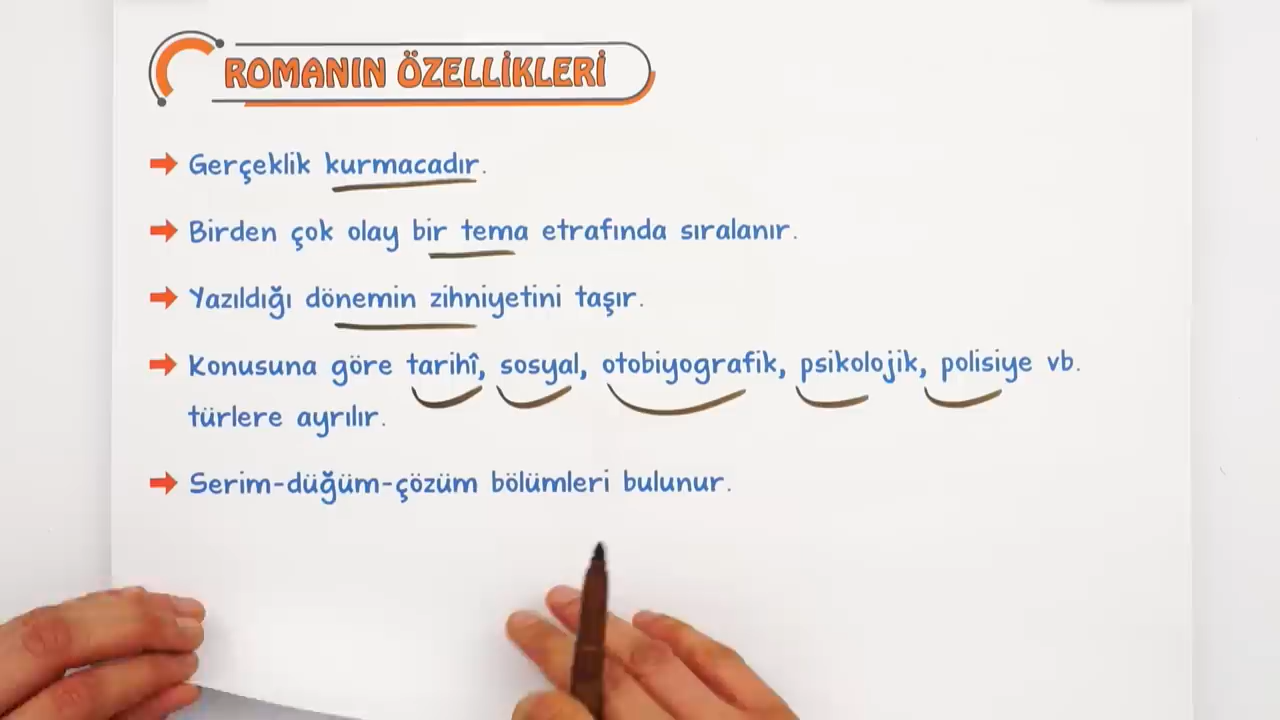 ROMANIN ÖZELLİKLERİ
Gerçeklik kurmacadır.
Birden çok olay bir tema etrafında sıralanır.
Yazıldığı dönemin zihniyetini taşır.
Konusuna göre tarihî, sosyal, otobiyografik, psikolojik, polisiye vb.
türlere ayrılır.
Serim-düğüm-çözüm bölümleri bulunur.